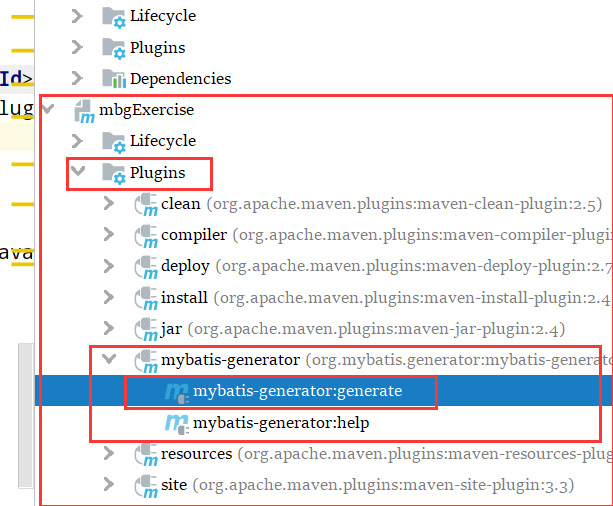 Lifecycle
Plugins
Id>
Dependencies
lug
mbgExercise
Lifecycle
Plugins
clean (org.apache.maven.plugins:maven-clean-plugin:2.5)
compiler (org.apache.maven.plugins:maven-compiler-plugin
ava
deploy (org.apache.maven.plugins:maven-deploy-plugin:2.7
install (org.apache.maven.plugins:maven-install-plugin:2.4
jar (org.apache.maven.plugins:maven-jar-plugin:2.4)
mybatis-generator (org.mybatis.generator:mybatis-generato
mybatis-generator:generate
mybatis-generator:help
resources (org.apache.maven.plugins:maven-resources-plug
site (org.apache.maven.plugins:maven-site-plugin:3.3)